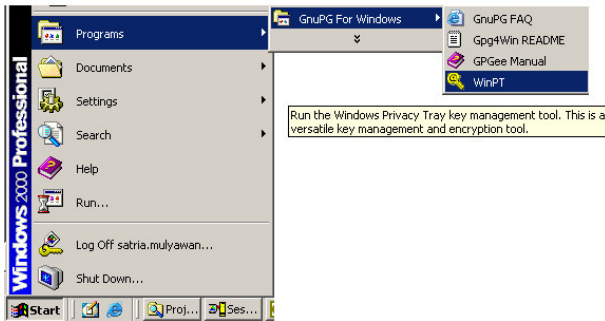 Programs
Documents
Settings
Search
Help
Run...
Log Off satria.mulyawan...
Shut Down...
Windows 2000 Professional
GnuPG For Windows
GnuPG FAQ
Gpg4Win README
GPGee Manual
WinPT
Run the Windows Privacy Tray key management tool. This is a
versatile key management and encryption tool.
Start
Proj...
Ses...